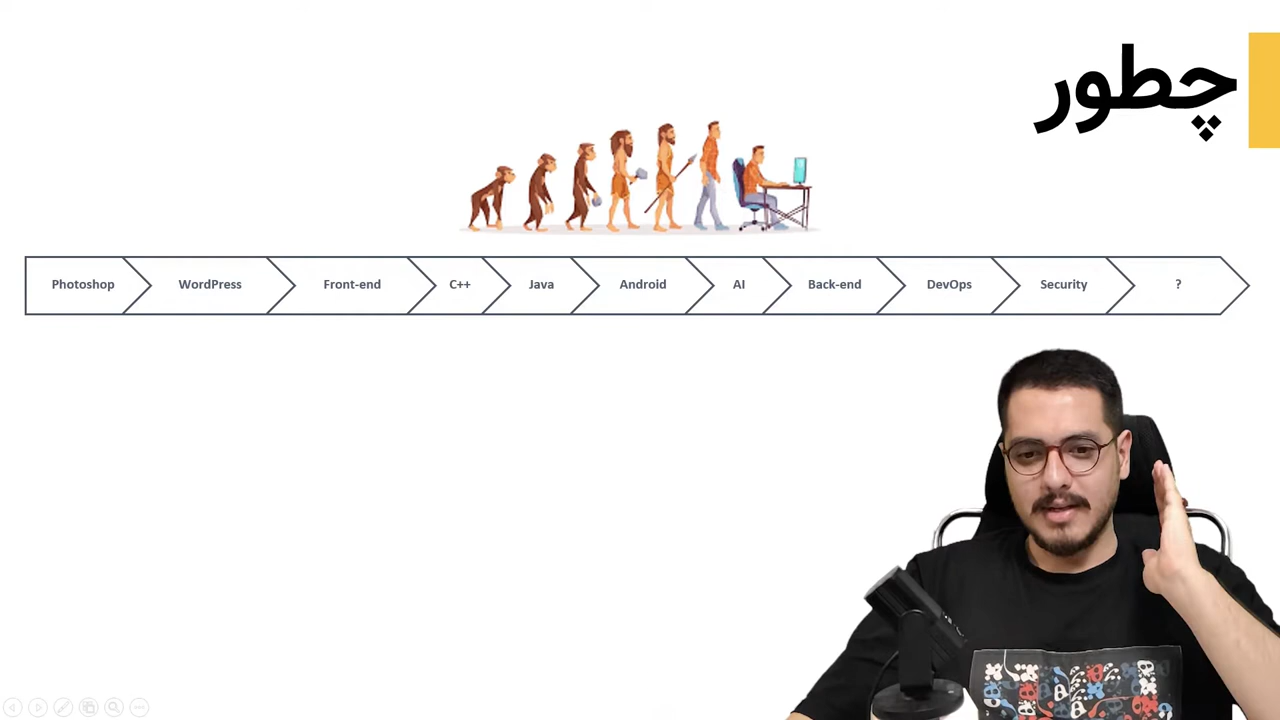 چطور
Photoshop WordPress Front-end C++ Java Android AI Back-end DevOps Security ?